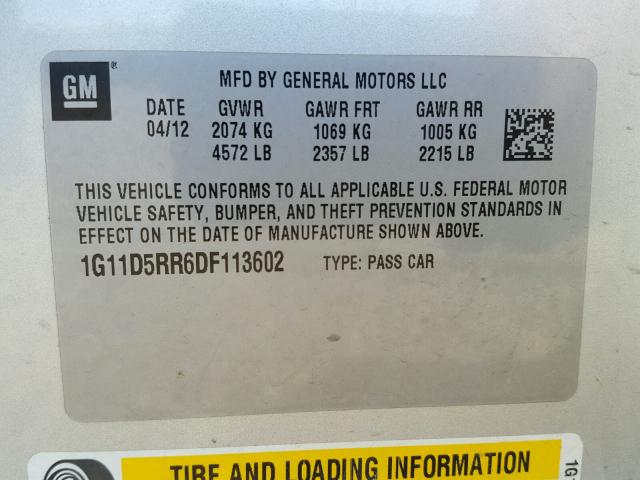 GM ®
MFD BY GENERAL MOTORS LLC
DATE GVWR GAWR FRT GAWR RR
04/12 2074 KG 1069 KG 1005 KG
4572 LB 2357 LB 2215 LB
THIS VEHICLE CONFORMS TO ALL APPLICABLE U.S. FEDERAL MOTOR
VEHICLE SAFETY, BUMPER, AND THEFT PREVENTION STANDARDS IN
EFFECT ON THE DATE OF MANUFACTURE SHOWN ABOVE.
1G11D5RR6DF113602 TYPE: PASS CAR
TIRE AND LOADING INFORMATION
1G